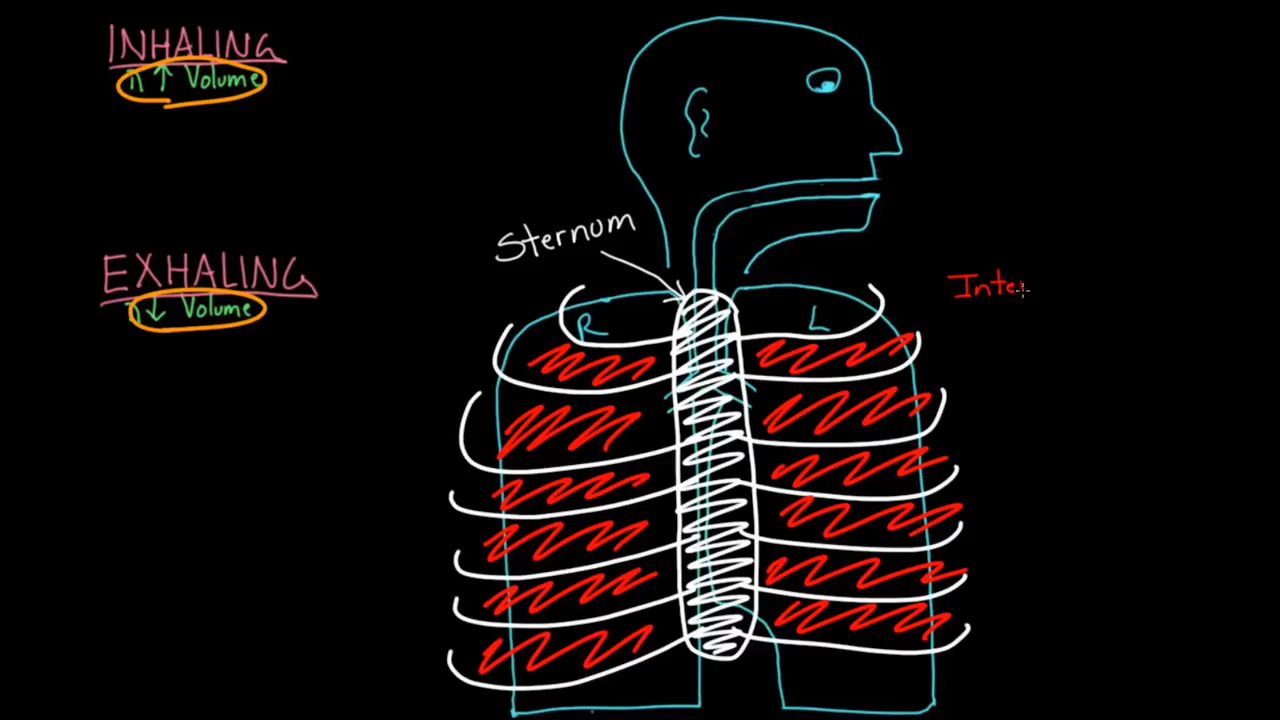 INHALING
↑ Volume
Sternum
EXHALING
↓ Volume
R
L
Inte